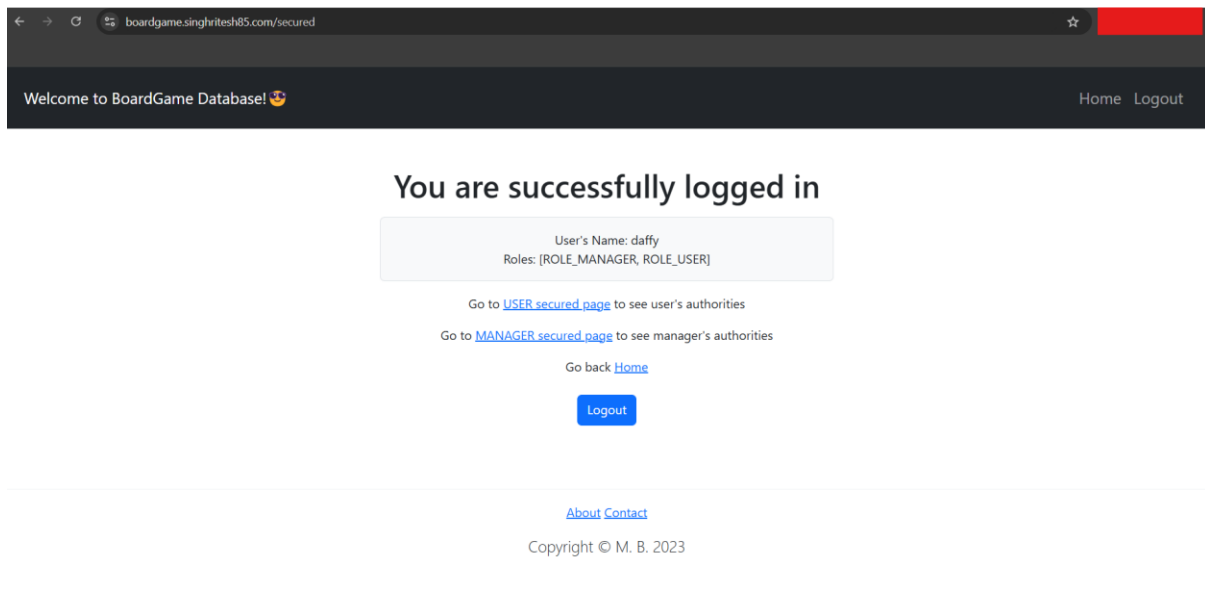 boardgame.singhritesh85.com/secured
Welcome to BoardGame Database!😎
Home Logout
You are successfully logged in
User's Name: daffy
Roles: [ROLE_MANAGER, ROLE_USER]
Go to USER secured page to see user's authorities
Go to MANAGER secured page to see manager's authorities
Go back Home
Logout
About Contact
Copyright © M. B. 2023